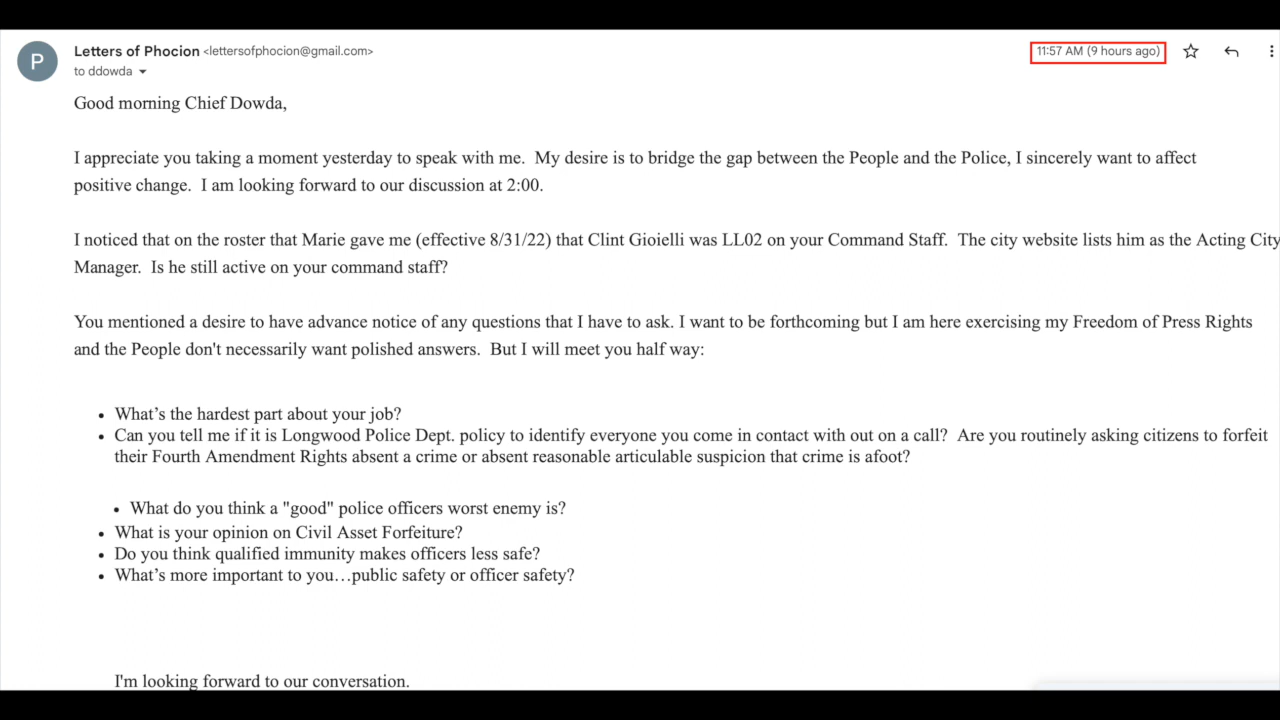 P
Letters of Phocion <lettersofphocion@gmail.com>
11:57 AM (9 hours ago)
to ddowda
Good morning Chief Dowda,
I appreciate you taking a moment yesterday to speak with me.  My desire is to bridge the gap between the People and the Police, I sincerely want to affect
positive change.  I am looking forward to our discussion at 2:00.
I noticed that on the roster that Marie gave me (effective 8/31/22) that Clint Gioielli was LL02 on your Command Staff.  The city website lists him as the Acting City
Manager.  Is he still active on your command staff?
You mentioned a desire to have advance notice of any questions that I have to ask. I want to be forthcoming but I am here exercising my Freedom of Press Rights
and the People don't necessarily want polished answers.  But I will meet you half way:
• What’s the hardest part about your job?
• Can you tell me if it is Longwood Police Dept. policy to identify everyone you come in contact with out on a call?  Are you routinely asking citizens to forfeit
their Fourth Amendment Rights absent a crime or absent reasonable articulable suspicion that crime is afoot?
• What do you think a "good" police officers worst enemy is?
• What is your opinion on Civil Asset Forfeiture?
• Do you think qualified immunity makes officers less safe?
• What’s more important to you…public safety or officer safety?
I'm looking forward to our conversation.